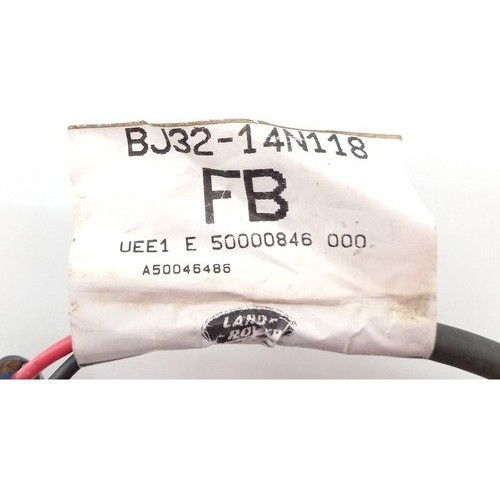 BJ32-14N118
FB
UEE1 E 50000846 000
A50046486
LAND-
-ROVER